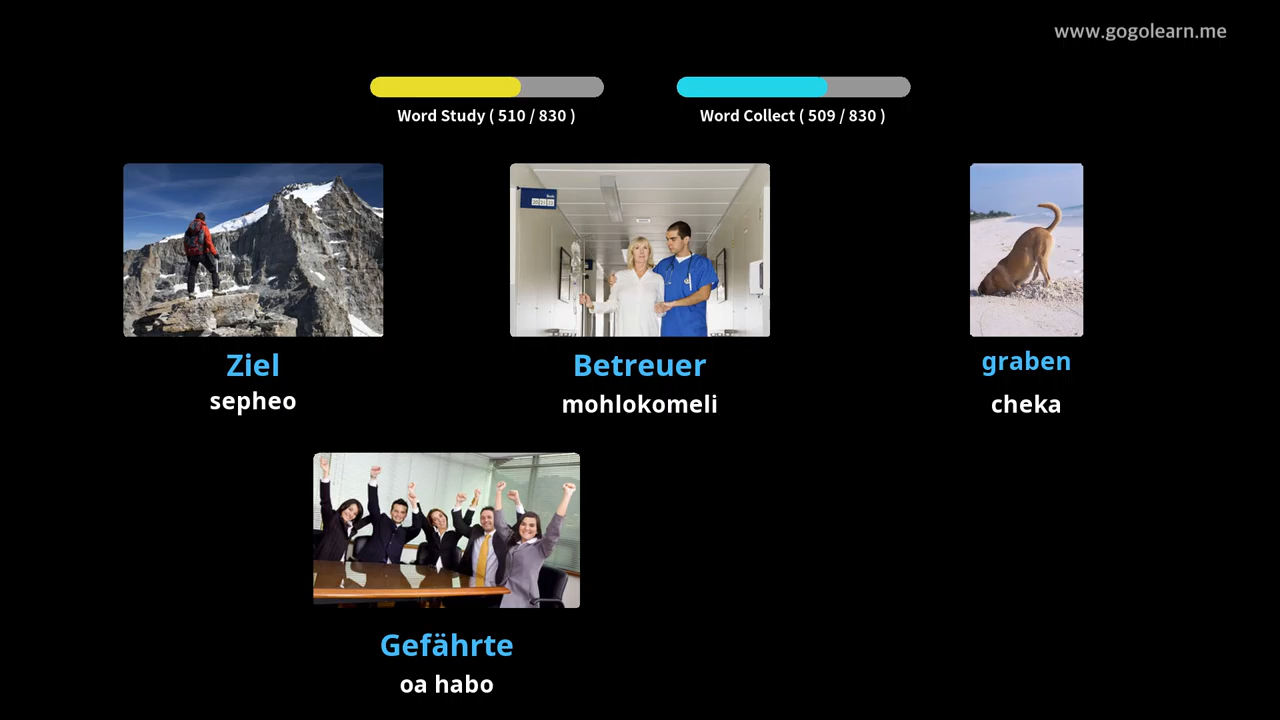 www.gogolearn.me
Word Study ( 510 / 830 )
Word Collect ( 509 / 830 )
Ziel
sepheo
Betreuer
mohlokomeli
graben
cheka
Gefährte
oa habo